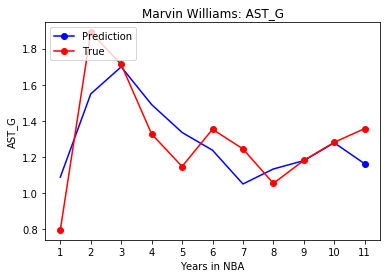 Marvin Williams: AST_G
Prediction
True
1.8
1.6
1.4
1.2
1.0
0.8
AST_G
1 2 3 4 5 6 7 8 9 10 11
Years in NBA